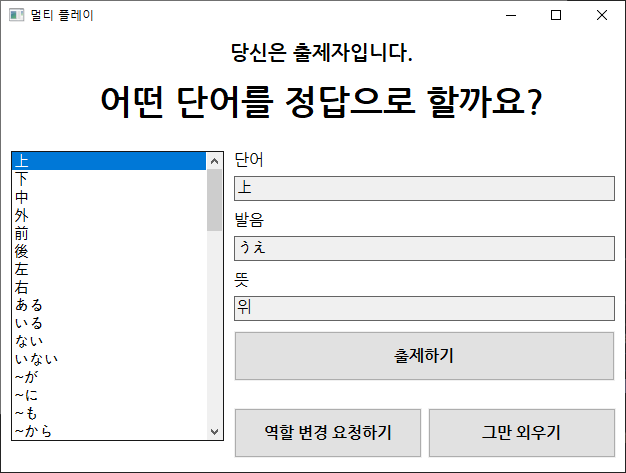 멀티 플레이
당신은 출제자입니다.
어떤 단어를 정답으로 할까요?
上
下
中
外
前
後
左
右
ある
いる
ない
いない
~が
~に
~も
~から
단어
上
발음
うえ
뜻
위
출제하기
역할 변경 요청하기
그만 외우기